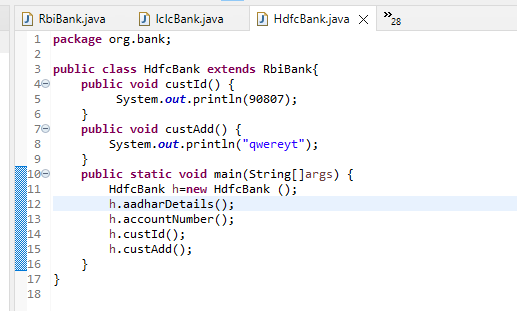 RbiBank.java IcIcBank.java HdfcBank.java 28
1 package org.bank;
2
3 public class HdfcBank extends RbiBank{
4 public void custId() {
5 System.out.println(90807);
6 }
7 public void custAdd() {
8 System.out.println("qwereyt");
9 }
10 public static void main(String[]args) {
11 HdfcBank h=new HdfcBank ();
12 h.aadharDetails();
13 h.accountNumber();
14 h.custId();
15 h.custAdd();
16 }
17 }
18